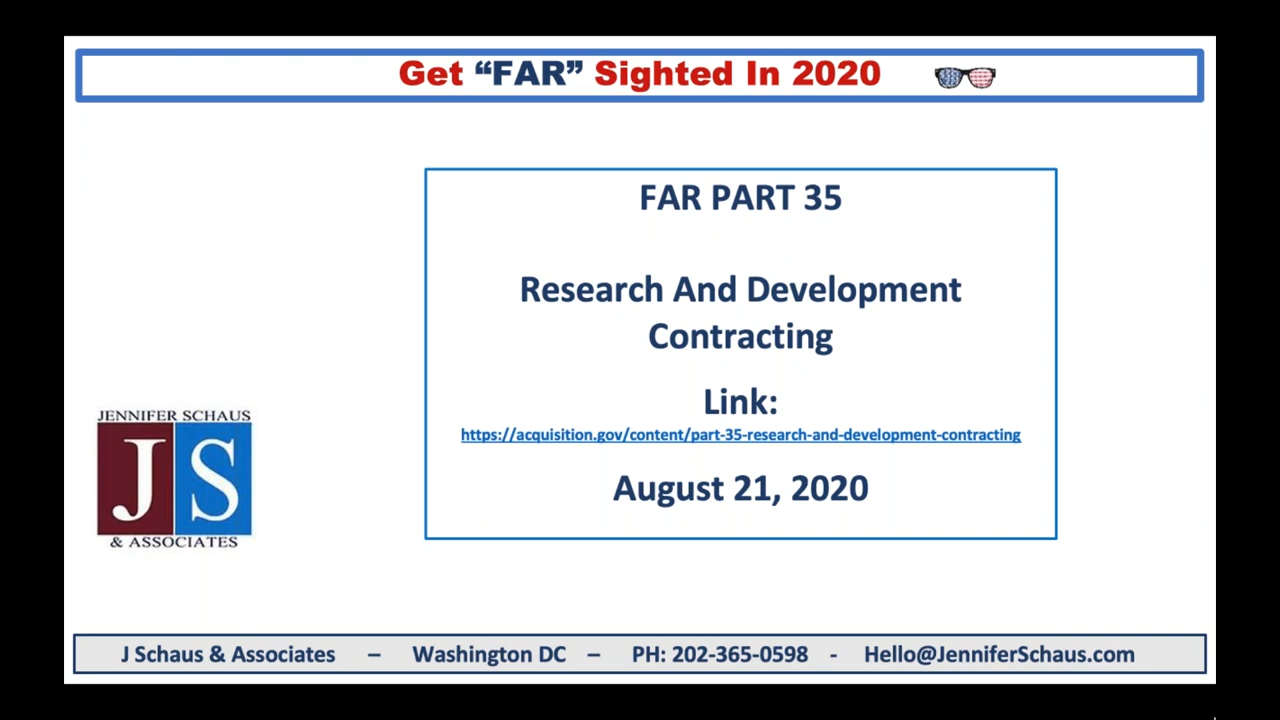 Get “FAR” Sighted In 2020
FAR PART 35
Research And Development
Contracting
Link:
https://acquisition.gov/content/part-35-research-and-development-contracting
August 21, 2020
JENNIFER SCHAUS
JS
& ASSOCIATES
J Schaus & Associates – Washington DC – PH: 202-365-0598 - Hello@JenniferSchaus.com